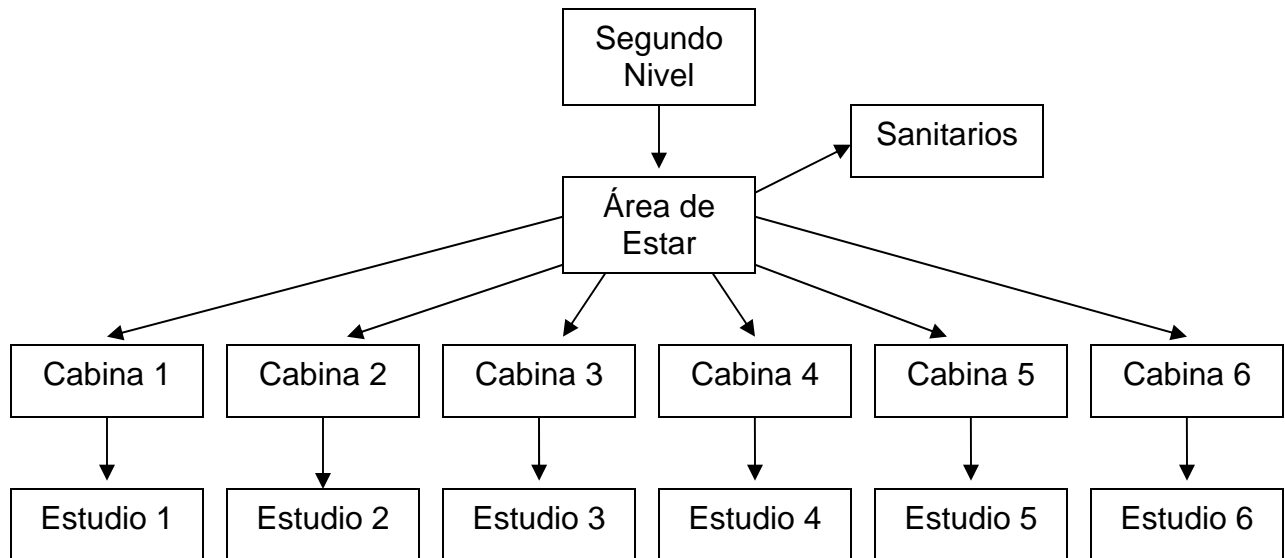 Segundo
Nivel
Sanitarios
Área de
Estar
Cabina 1
Cabina 2
Cabina 3
Cabina 4
Cabina 5
Cabina 6
Estudio 1
Estudio 2
Estudio 3
Estudio 4
Estudio 5
Estudio 6